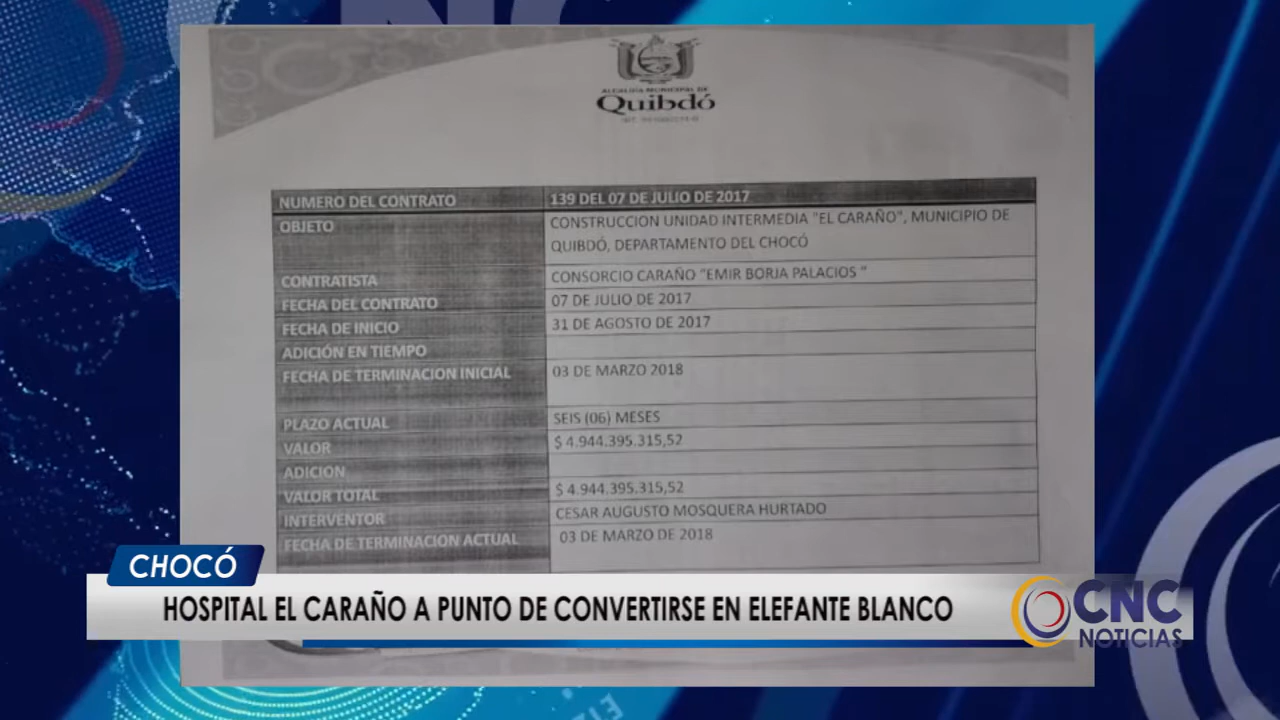 CNC
ALCALDÍA MUNICIPAL DE
Quibdó
NUMERO DEL CONTRATO 139 DEL 07 DE JULIO DE 2017
OBJETO CONSTRUCCION UNIDAD INTERMEDIA "EL CARAÑO", MUNICIPIO DE
QUIBDÓ, DEPARTAMENTO DEL CHOCÓ
CONTRATISTA CONSORCIO CARAÑO "EMIR BORJA PALACIOS "
FECHA DEL CONTRATO 07 DE JULIO DE 2017
FECHA DE INICIO 31 DE AGOSTO DE 2017
ADICIÓN EN TIEMPO
FECHA DE TERMINACION INICIAL 03 DE MARZO 2018
PLAZO ACTUAL SEIS (06) MESES
VALOR $ 4.944.395.315,52
ADICION
VALOR TOTAL $ 4.944.395.315,52
INTERVENTOR CESAR AUGUSTO MOSQUERA HURTADO
FECHA DE TERMINACION ACTUAL 03 DE MARZO DE 2018
CHOCÓ
HOSPITAL EL CARAÑO A PUNTO DE CONVERTIRSE EN ELEFANTE BLANCO
CNC
NOTICIAS